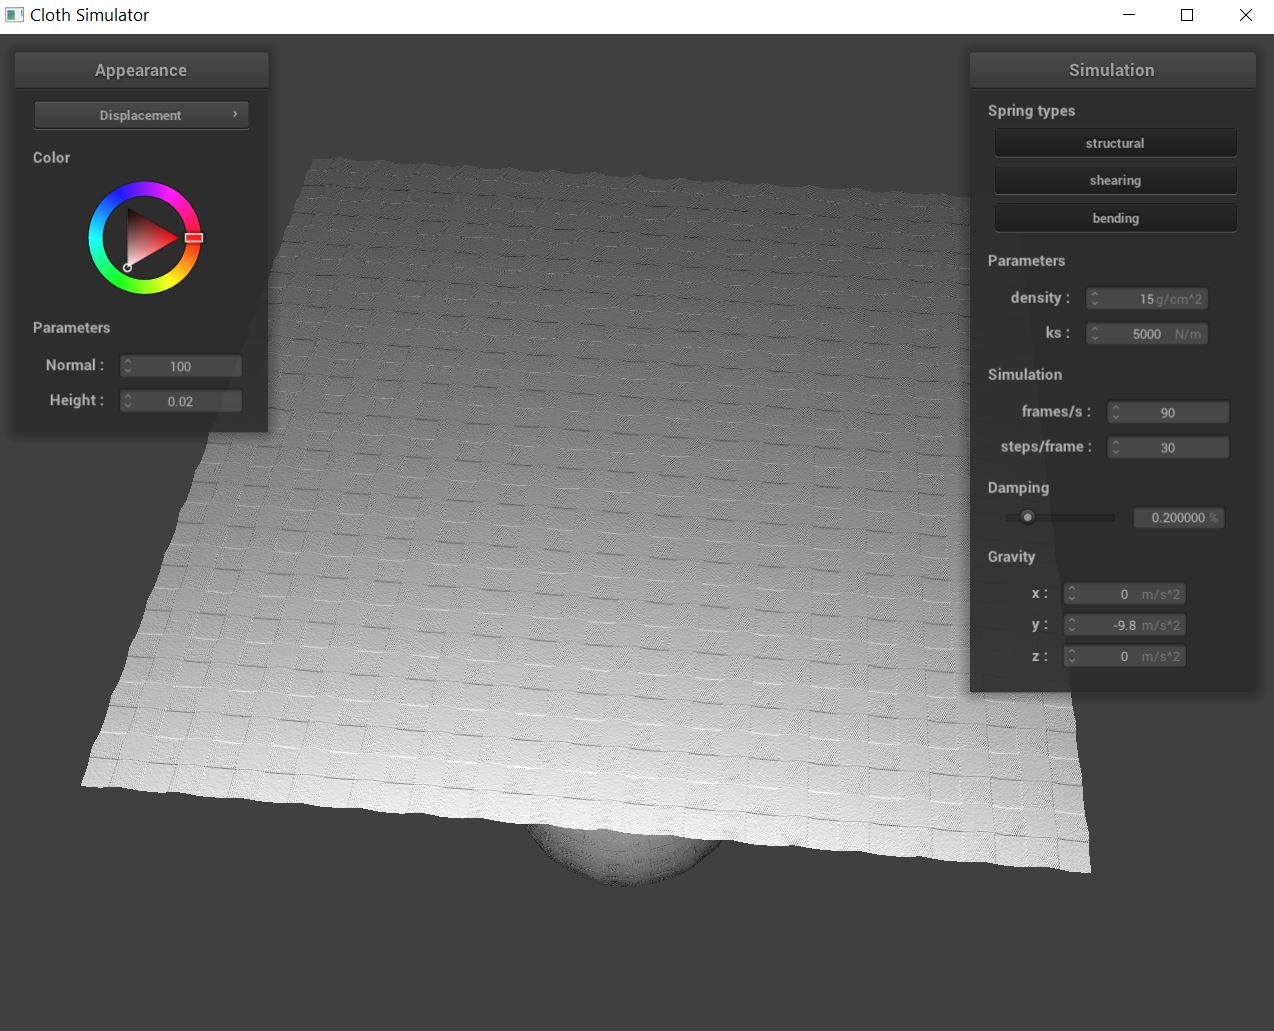 Cloth Simulator
Appearance
Displacement
Color
Parameters
Normal : 100
Height : 0.02
Simulation
Spring types
structural
shearing
bending
Parameters
density : 15 g/cm^2
ks : 5000 N/m
Simulation
frames/s : 90
steps/frame : 30
Damping
0.200000 %
Gravity
x : 0 m/s^2
y : -9.8 m/s^2
z : 0 m/s^2